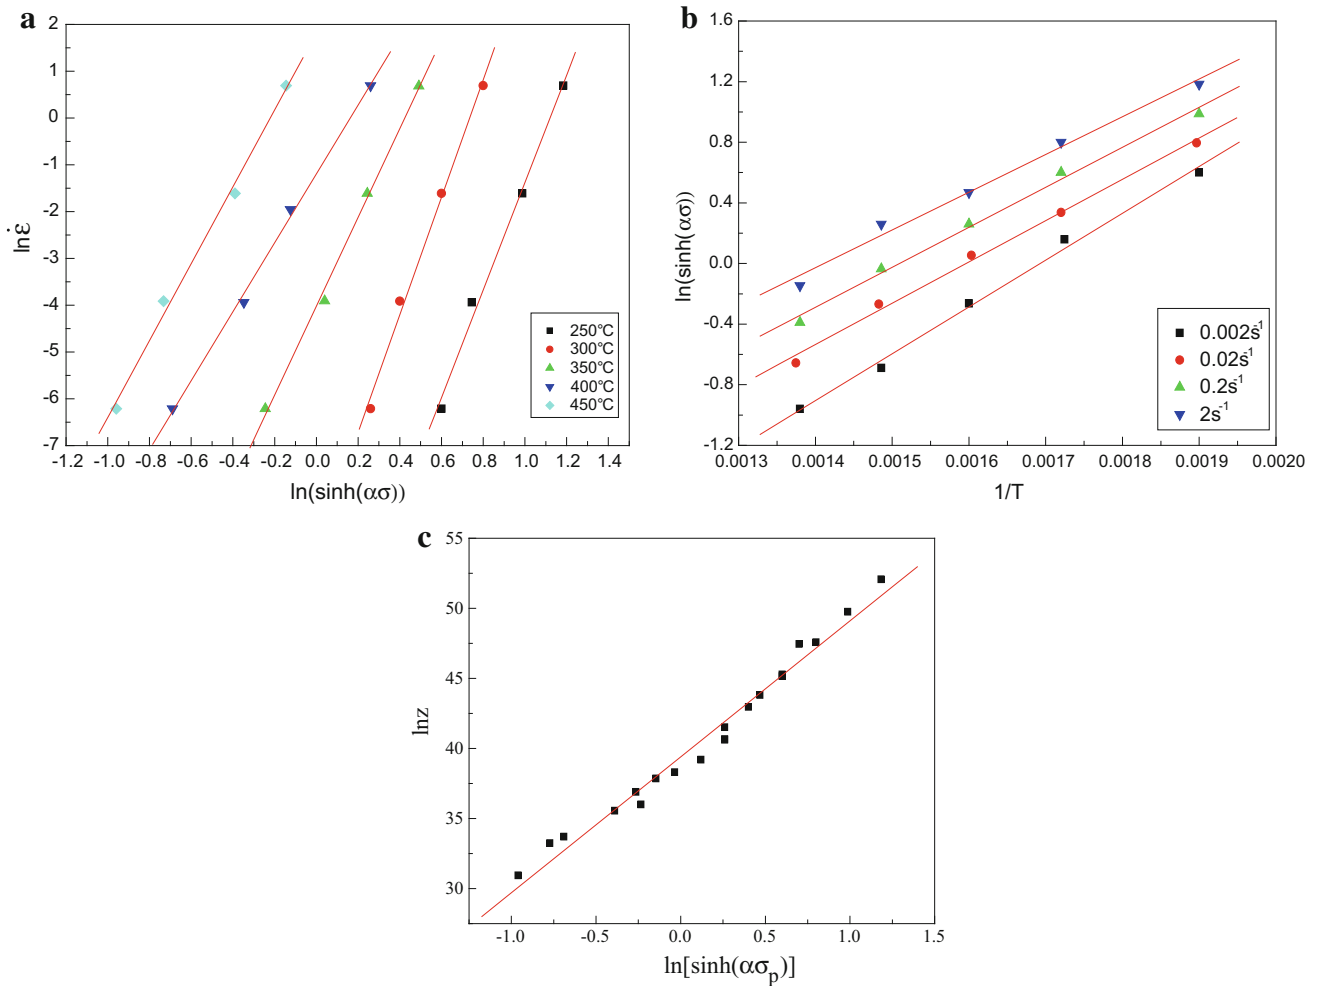 a
2
1
0
-1
-2
-3
-4
-5
-6
-7
lnε̇
-1.2 -1.0 -0.8 -0.6 -0.4 -0.2 0.0 0.2 0.4 0.6 0.8 1.0 1.2 1.4
ln(sinh(ασ))
250°C
300°C
350°C
400°C
450°C
b
1.6
1.2
0.8
0.4
0.0
-0.4
-0.8
-1.2
ln(sinh(ασ))
0.0013 0.0014 0.0015 0.0016 0.0017 0.0018 0.0019 0.0020
1/T
0.002s⁻¹
0.02s⁻¹
0.2s⁻¹
2s⁻¹
c
55
50
45
40
35
30
lnz
-1.0 -0.5 0.0 0.5 1.0 1.5
ln[sinh(ασₚ)]